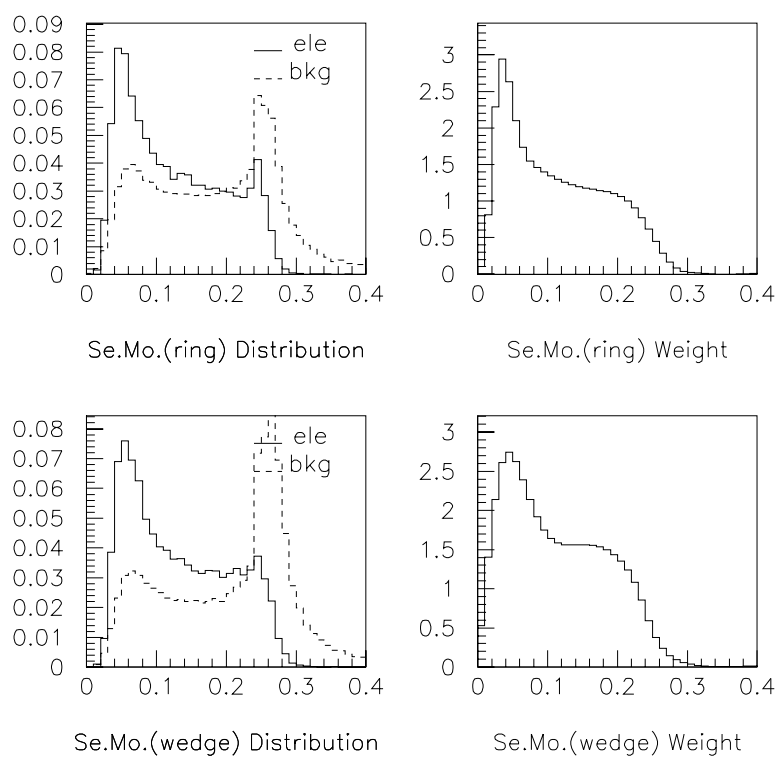 0.09
0.08
0.07
0.06
0.05
0.04
0.03
0.02
0.01
0
0 0.1 0.2 0.3 0.4
ele
bkg
Se.Mo.(ring) Distribution
3
2.5
2
1.5
1
0.5
0
0 0.1 0.2 0.3 0.4
Se.Mo.(ring) Weight
0.08
0.07
0.06
0.05
0.04
0.03
0.02
0.01
0
0 0.1 0.2 0.3 0.4
ele
bkg
Se.Mo.(wedge) Distribution
3
2.5
2
1.5
1
0.5
0
0 0.1 0.2 0.3 0.4
Se.Mo.(wedge) Weight